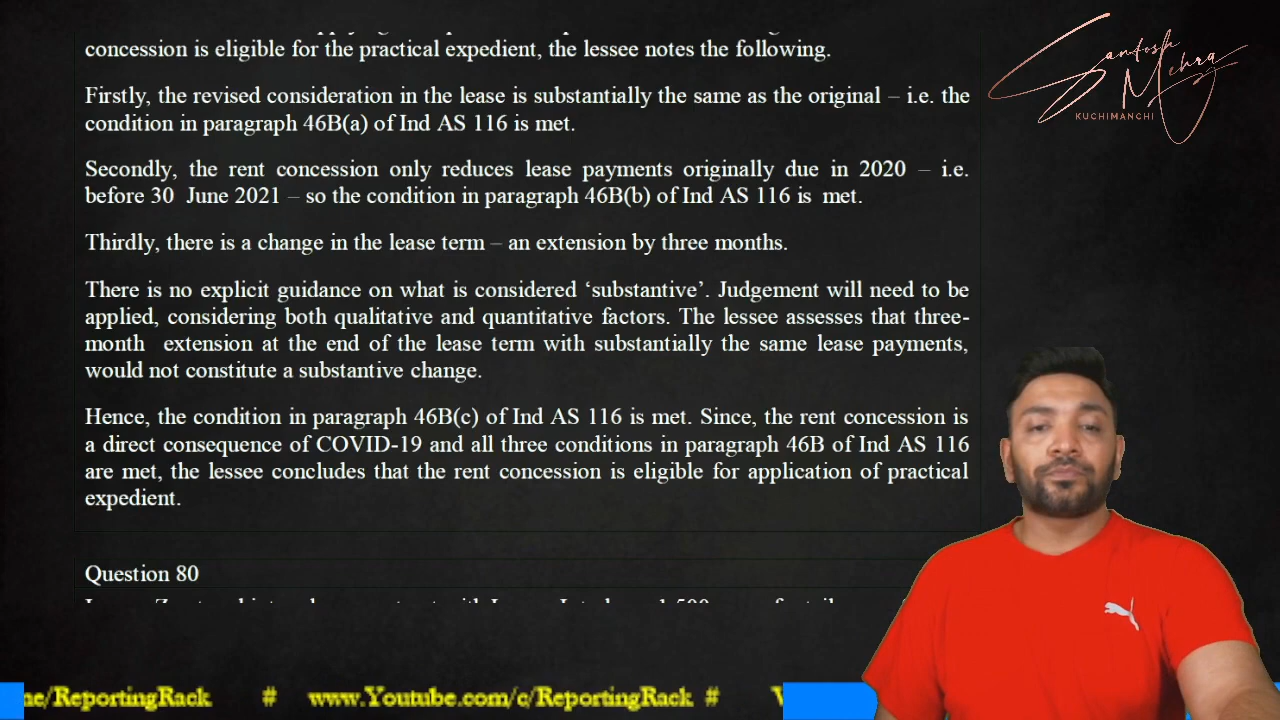 concession is eligible for the practical expedient, the lessee notes the following.
Firstly, the revised consideration in the lease is substantially the same as the original – i.e. the
condition in paragraph 46B(a) of Ind AS 116 is met.
Secondly, the rent concession only reduces lease payments originally due in 2020 – i.e.
before 30 June 2021 – so the condition in paragraph 46B(b) of Ind AS 116 is met.
Thirdly, there is a change in the lease term – an extension by three months.
There is no explicit guidance on what is considered ‘substantive’. Judgement will need to be
applied, considering both qualitative and quantitative factors. The lessee assesses that three-
month extension at the end of the lease term with substantially the same lease payments,
would not constitute a substantive change.
Hence, the condition in paragraph 46B(c) of Ind AS 116 is met. Since, the rent concession is
a direct consequence of COVID-19 and all three conditions in paragraph 46B of Ind AS 116
are met, the lessee concludes that the rent concession is eligible for application of practical
expedient.
Question 80
Santosh
Mehra
KUCHIMANCHI
ne/ReportingRack # www.Youtube.com/c/ReportingRack #